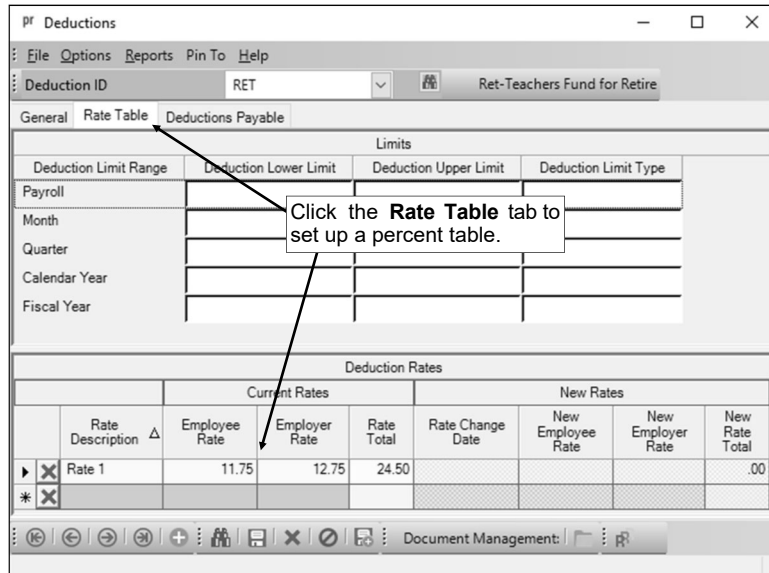 pr Deductions
File Options Reports Pin To Help
Deduction ID RET Ret-Teachers Fund for Retire
General Rate Table Deductions Payable
Limits
Deduction Limit Range Deduction Lower Limit Deduction Upper Limit Deduction Limit Type
Payroll
Month
Quarter
Calendar Year
Fiscal Year
Click the Rate Table tab to
set up a percent table.
Deduction Rates
Current Rates New Rates
Rate Description Employee Rate Employer Rate Rate Total Rate Change Date New Employee Rate New Employer Rate New Rate Total
Rate 1 11.75 12.75 24.50 .00
Document Management: